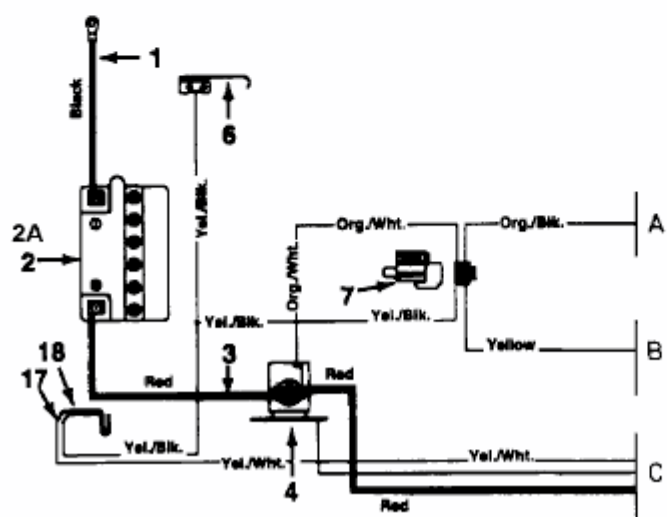 1
Black
6
Yel./Blk.
2A
2
Org./Wht.
Org./Blk.
A
Org./Wht.
7
Yel./Blk.
Yel./Blk.
Yellow
B
18
17
3
Red
Red
Yel./Blk.
Yel./Wht.
4
Yel./Wht.
C
Red